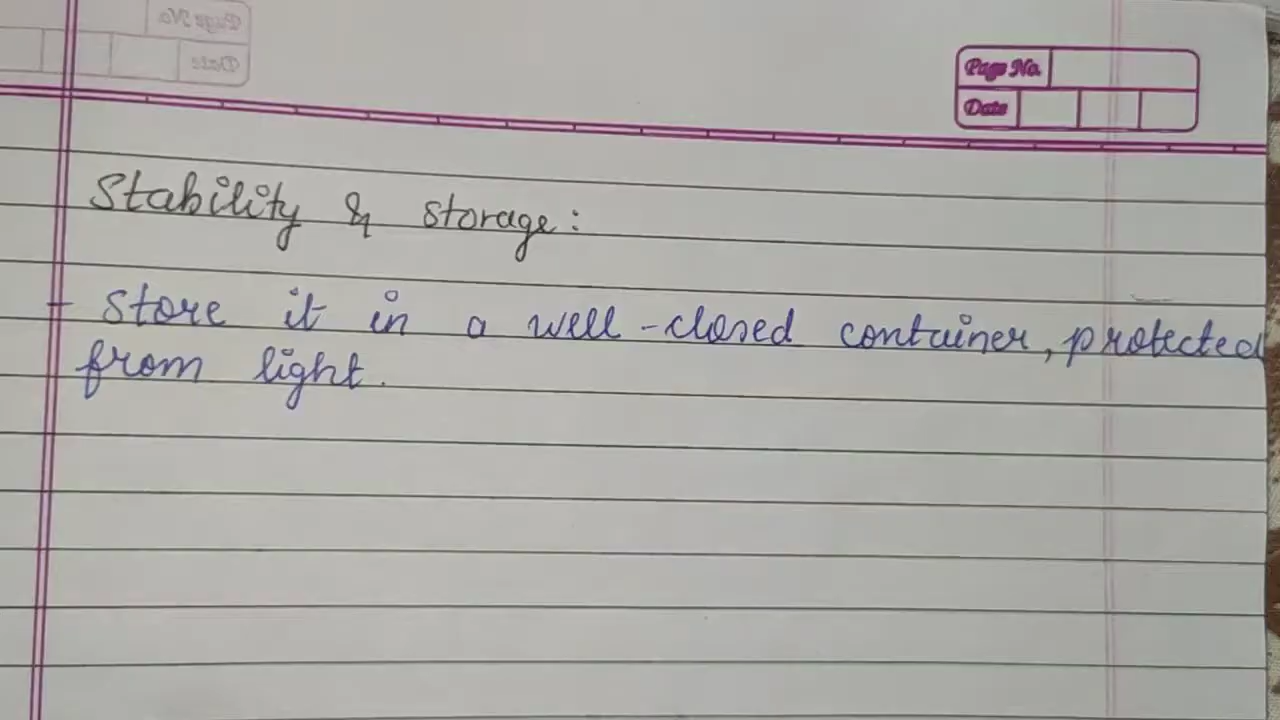 Page No.
Date
Stability & storage:
- store it in a well-closed container, protected
from light.